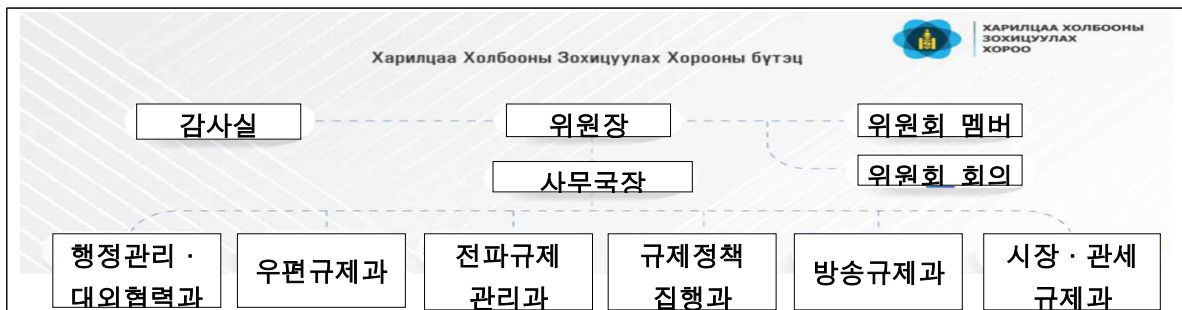 ХАРИЛЦАА ХОЛБООНЫ
ЗОХИЦУУЛАХ
ХОРОО
Харилцаа Холбооны Зохицуулах Хорооны бүтэц
감사실
위원장
위원회 멤버
사무국장
위원회 회의
행정관리 ·
대외협력과
우편규제과
전파규제
관리과
규제정책
집행과
방송규제과
시장 · 관세
규제과